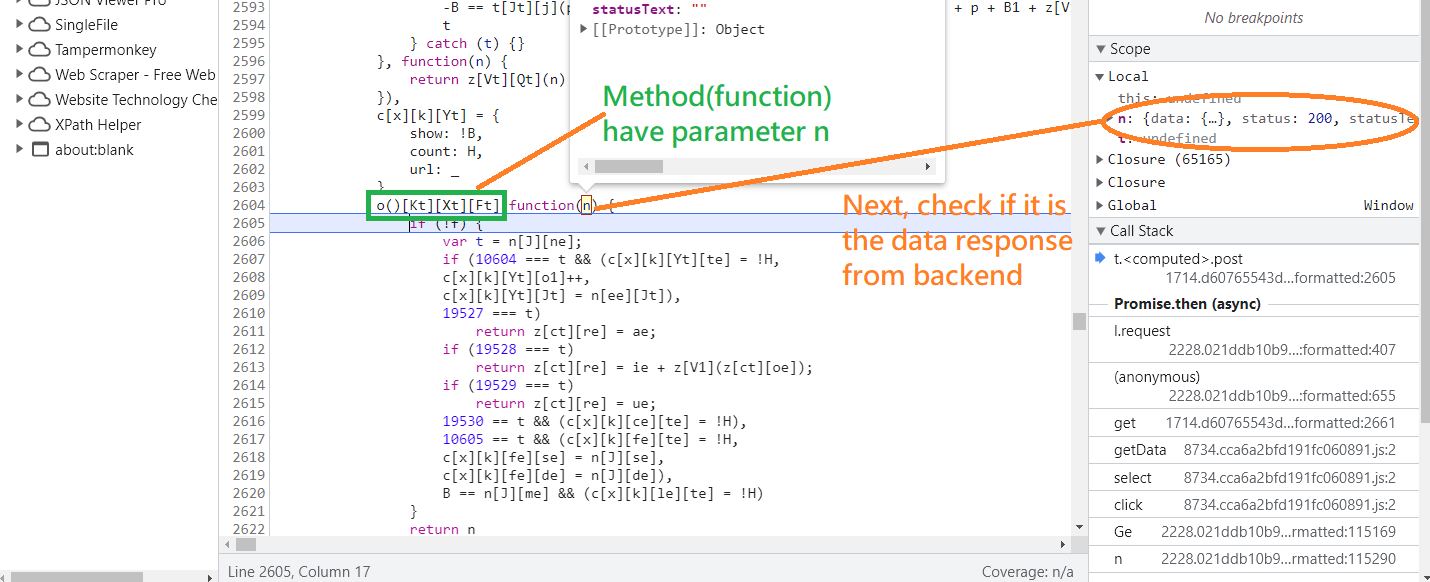 JSON Viewer Pro
SingleFile
Tampermonkey
Web Scraper - Free Web
Website Technology Che
XPath Helper
about:blank
2593 -B == t[Jt][j](p
2594 t
2595 } catch (t) {}
2596 }, function(n) {
2597 return z[Vt][Qt](n)
2598 }),
2599 c[x][k][Yt] = {
2600 show: !B,
2601 count: H,
2602 url: _
2603 }
2604 o()[Kt][Xt][Ft] function(n) {
2605 if (!f) {
2606 var t = n[J][ne];
2607 if (10604 === t && (c[x][k][Yt][te] = !H,
2608 c[x][k][Yt][o1]++,
2609 c[x][k][Yt][Jt] = n[ee][Jt]),
2610 19527 === t)
2611 return z[ct][re] = ae;
2612 if (19528 === t)
2613 return z[ct][re] = ie + z[V1](z[ct][oe]);
2614 if (19529 === t)
2615 return z[ct][re] = ue;
2616 19530 == t && (c[x][k][ce][te] = !H),
2617 10605 == t && (c[x][k][fe][te] = !H,
2618 c[x][k][fe][se] = n[J][se],
2619 c[x][k][fe][de] = n[J][de]),
2620 B == n[J][me] && (c[x][k][le][te] = !H)
2621 }
2622 return n
statusText: ""
[[Prototype]]: Object
+ p + B1 + z[V
Method(function)
have parameter n
Next, check if it is
the data response
from backend
Line 2605, Column 17
Coverage: n/a
No breakpoints
Scope
Local
this: undefined
n: {data: {…}, status: 200, statusTe
t: undefined
Closure (65165)
Closure
Global Window
Call Stack
t.<computed>.post
1714.d60765543d…formatted:2605
Promise.then (async)
l.request
2228.021ddb10b9…:formatted:407
(anonymous)
2228.021ddb10b9…:formatted:655
get 1714.d60765543d…formatted:2661
getData 8734.cca6a2bfd191fc060891.js:2
select 8734.cca6a2bfd191fc060891.js:2
click 8734.cca6a2bfd191fc060891.js:2
Ge 2228.021ddb10b9…rmatted:115169
n 2228.021ddb10b9…rmatted:115290